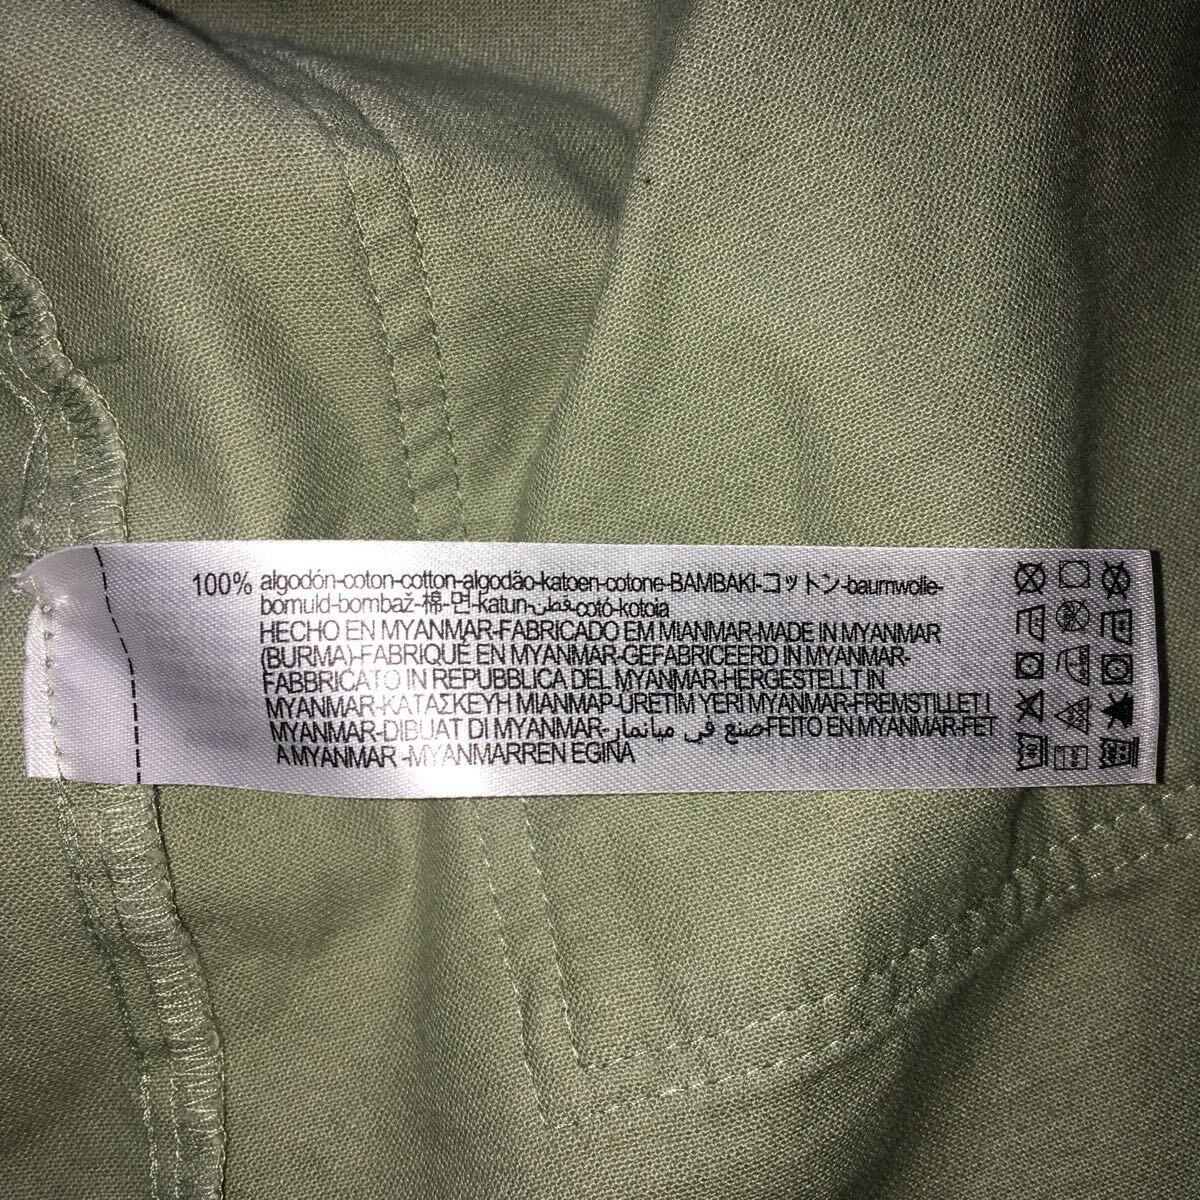 100% algodón-coton-cotton-algodão-katoen-cotone-BAMBAKI-コットン-baumwolle-
bomuld-bombaž-棉-면-katun-قطن-cotó-kotoia
HECHO EN MYANMAR-FABRICADO EM MIANMAR-MADE IN MYANMAR
(BURMA)-FABRIQUÉ EN MYANMAR-GEFABRICEERD IN MYANMAR-
FABBRICATO IN REPUBBLICA DEL MYANMAR-HERGESTELLT IN
MYANMAR-ΚΑΤΑΣΚΕΥΗ ΜΙΑΝΜΑΡ-ÜRETIM YERI MYANMAR-FREMSTILLET I
MYANMAR-DIBUAT DI MYANMAR-صنع في ميانمار-FEITO EN MYANMAR-FET
A MYANMAR -MYANMARREN EGINA